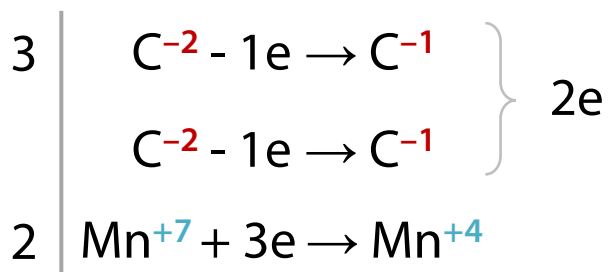 3 C⁻² - 1e → C⁻¹
2e
C⁻² - 1e → C⁻¹
2 Mn⁺⁷ + 3e → Mn⁺⁴